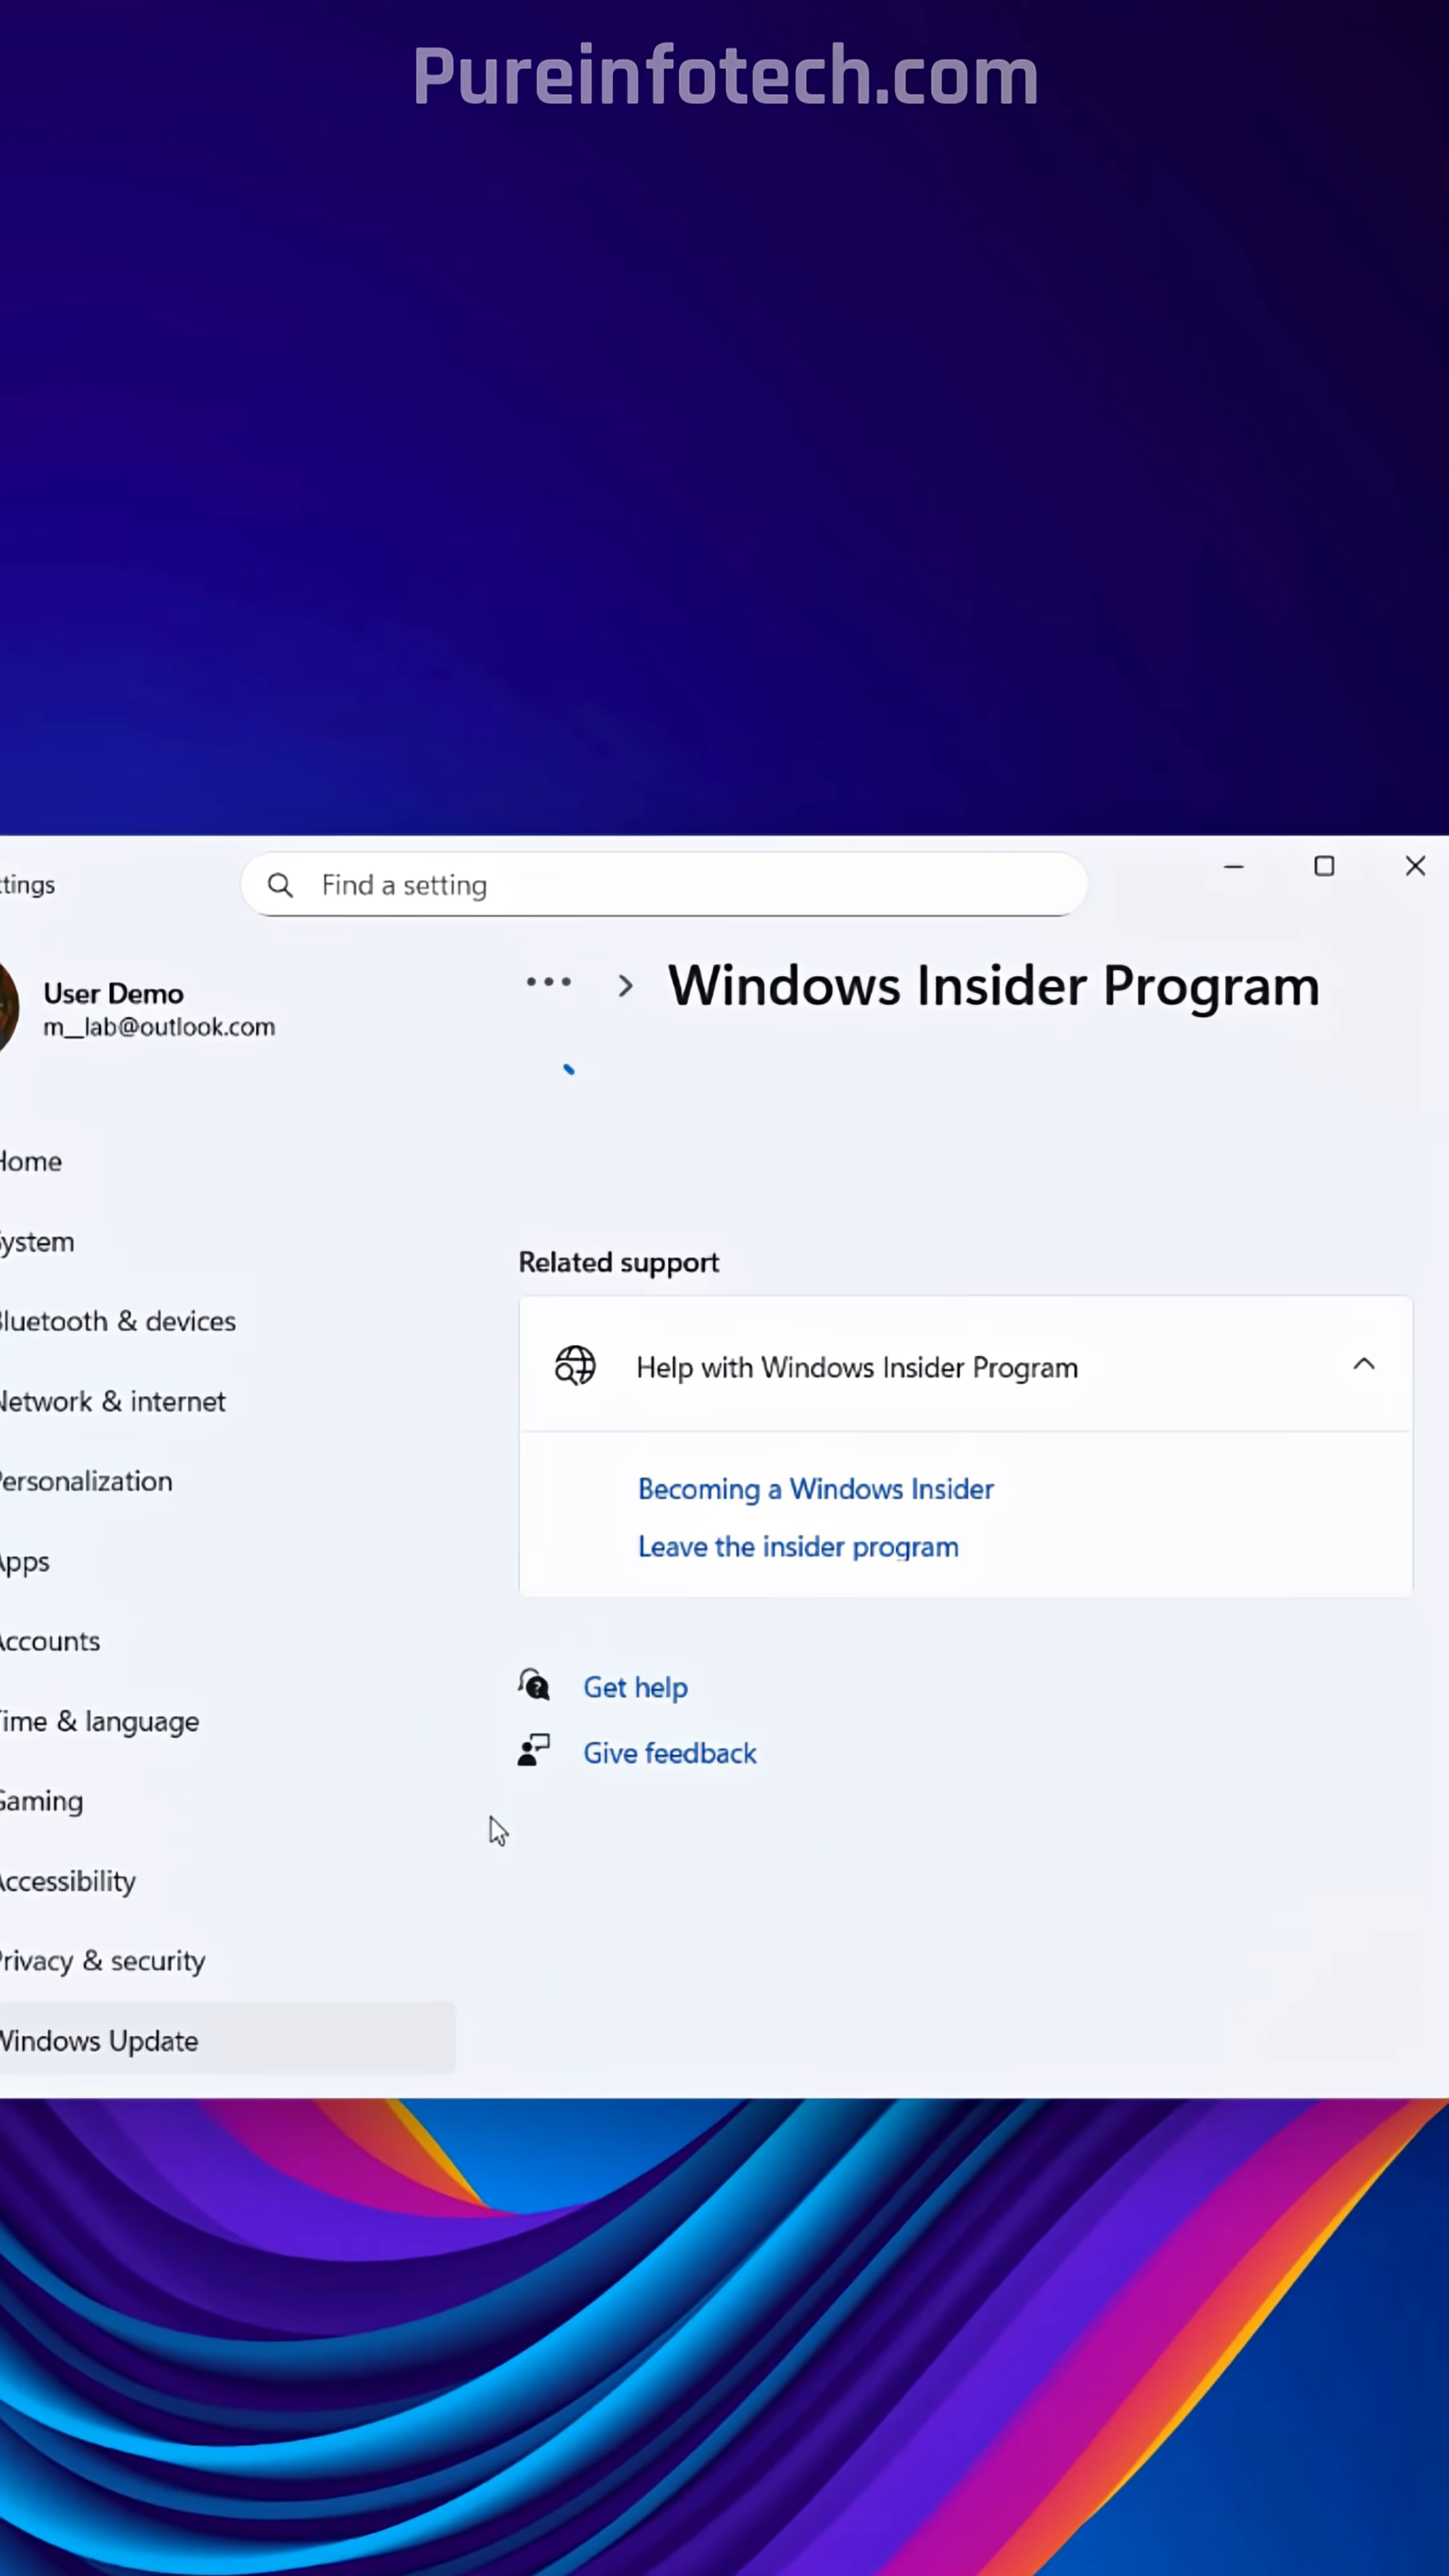 Pureinfotech.com
tings
Find a setting
User Demo
m__lab@outlook.com
... > Windows Insider Program
Home
System
Bluetooth & devices
Network & internet
Personalization
Apps
Accounts
Time & language
Gaming
Accessibility
Privacy & security
Windows Update
Related support
Help with Windows Insider Program
Becoming a Windows Insider
Leave the insider program
Get help
Give feedback